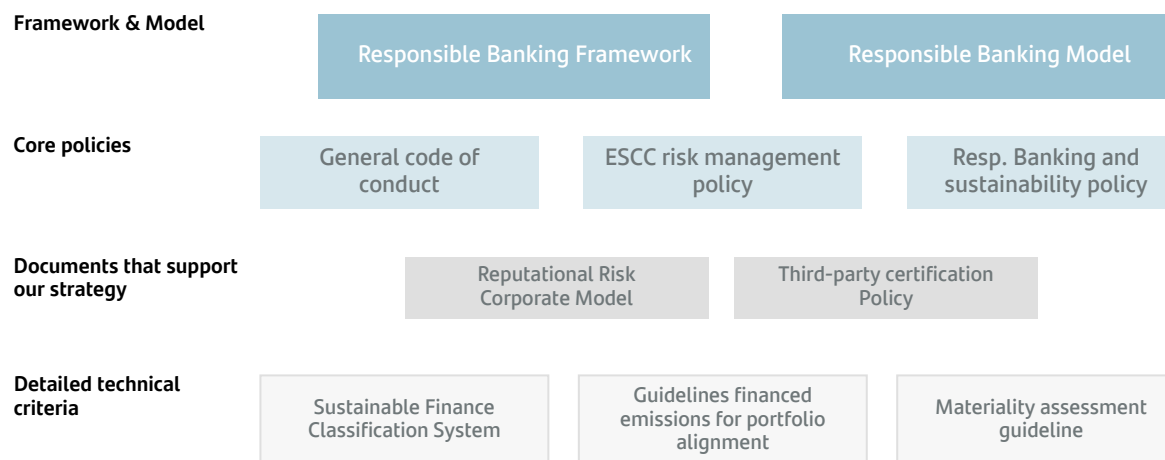 Framework & Model
Responsible Banking Framework
Responsible Banking Model
Core policies
General code of
conduct
ESCC risk management
policy
Resp. Banking and
sustainability policy
Documents that support
our strategy
Reputational Risk
Corporate Model
Third-party certification
Policy
Detailed technical
criteria
Sustainable Finance
Classification System
Guidelines financed
emissions for portfolio
alignment
Materiality assessment
guideline